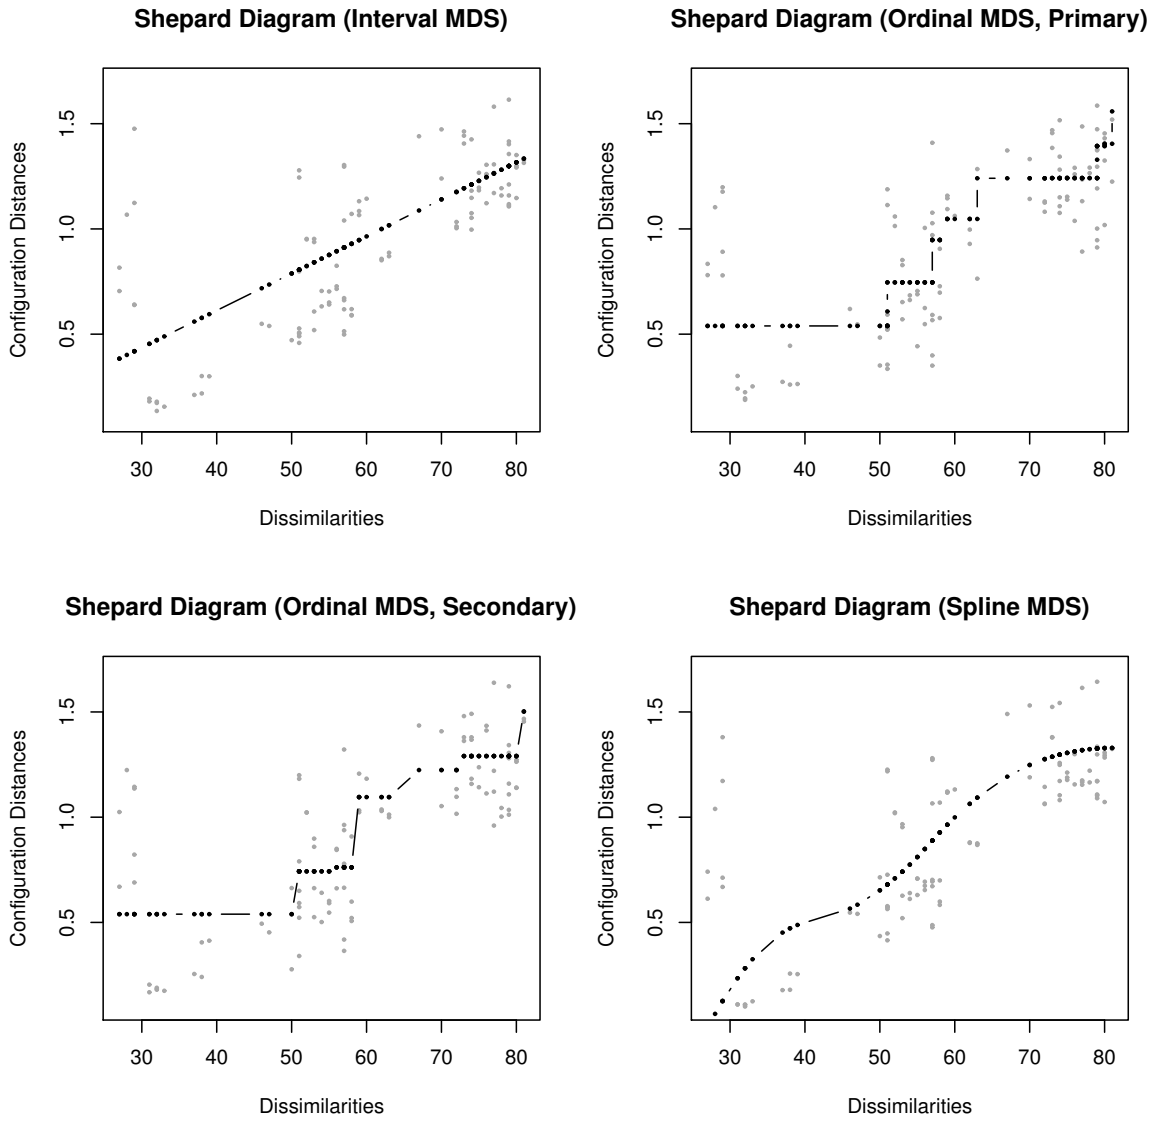 Shepard Diagram (Interval MDS)
Configuration Distances
1.5
1.0
0.5
30 40 50 60 70 80
Dissimilarities
Shepard Diagram (Ordinal MDS, Primary)
Configuration Distances
1.5
1.0
0.5
30 40 50 60 70 80
Dissimilarities
Shepard Diagram (Ordinal MDS, Secondary)
Configuration Distances
1.5
1.0
0.5
30 40 50 60 70 80
Dissimilarities
Shepard Diagram (Spline MDS)
Configuration Distances
1.5
1.0
0.5
30 40 50 60 70 80
Dissimilarities